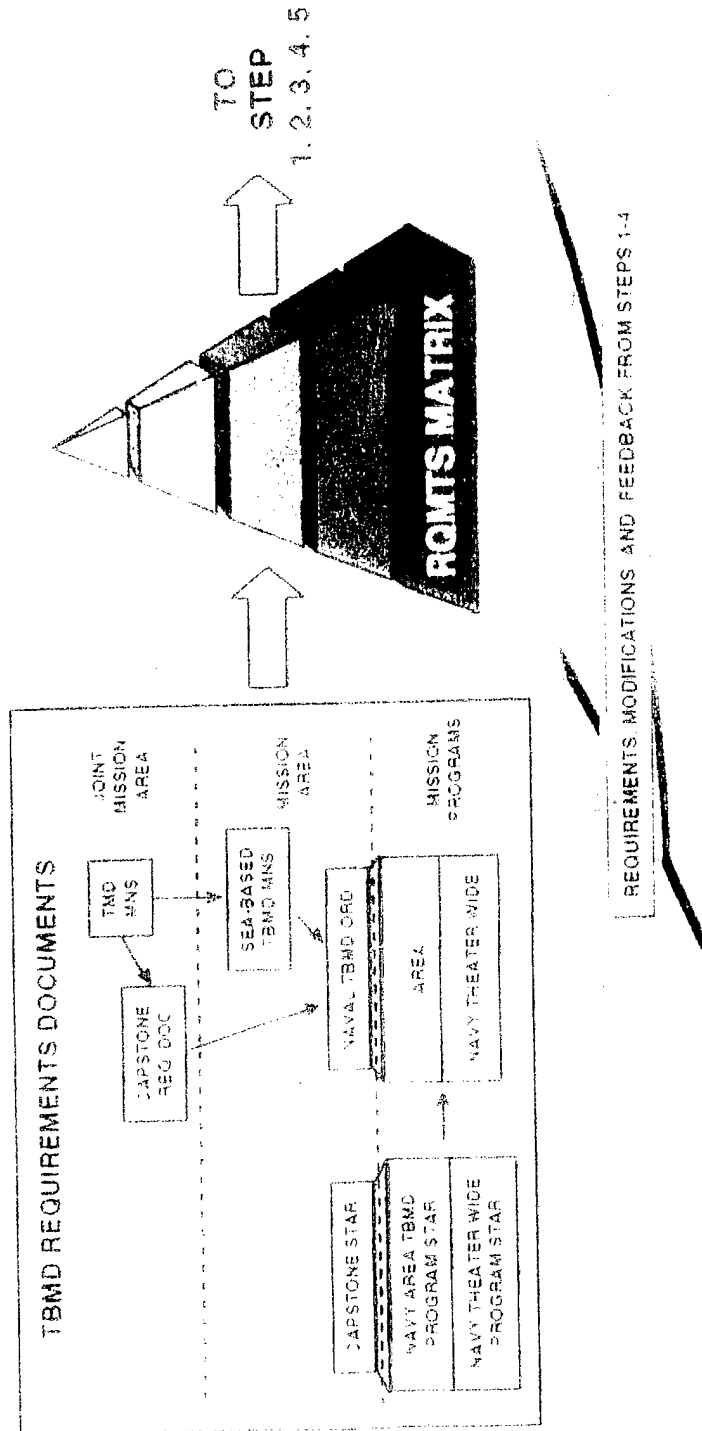 TBMD REQUIREMENTS DOCUMENTS
JOINT
MISSION
AREA
TMD
MNS
CAPSTONE
REQ DOC
MISSION
AREA
SEA-BASED
TBMD MNS
NAVAL TBMD ORD
MISSION
PROGRAMS
AREA
NAVY THEATER WIDE
CAPSTONE STAR
NAVY AREA TBMD
PROGRAM STAR
NAVY THEATER WIDE
PROGRAM STAR
RQMTS MATRIX
TO
STEP
1, 2, 3, 4, 5
REQUIREMENTS, MODIFICATIONS AND FEEDBACK FROM STEPS 1-4